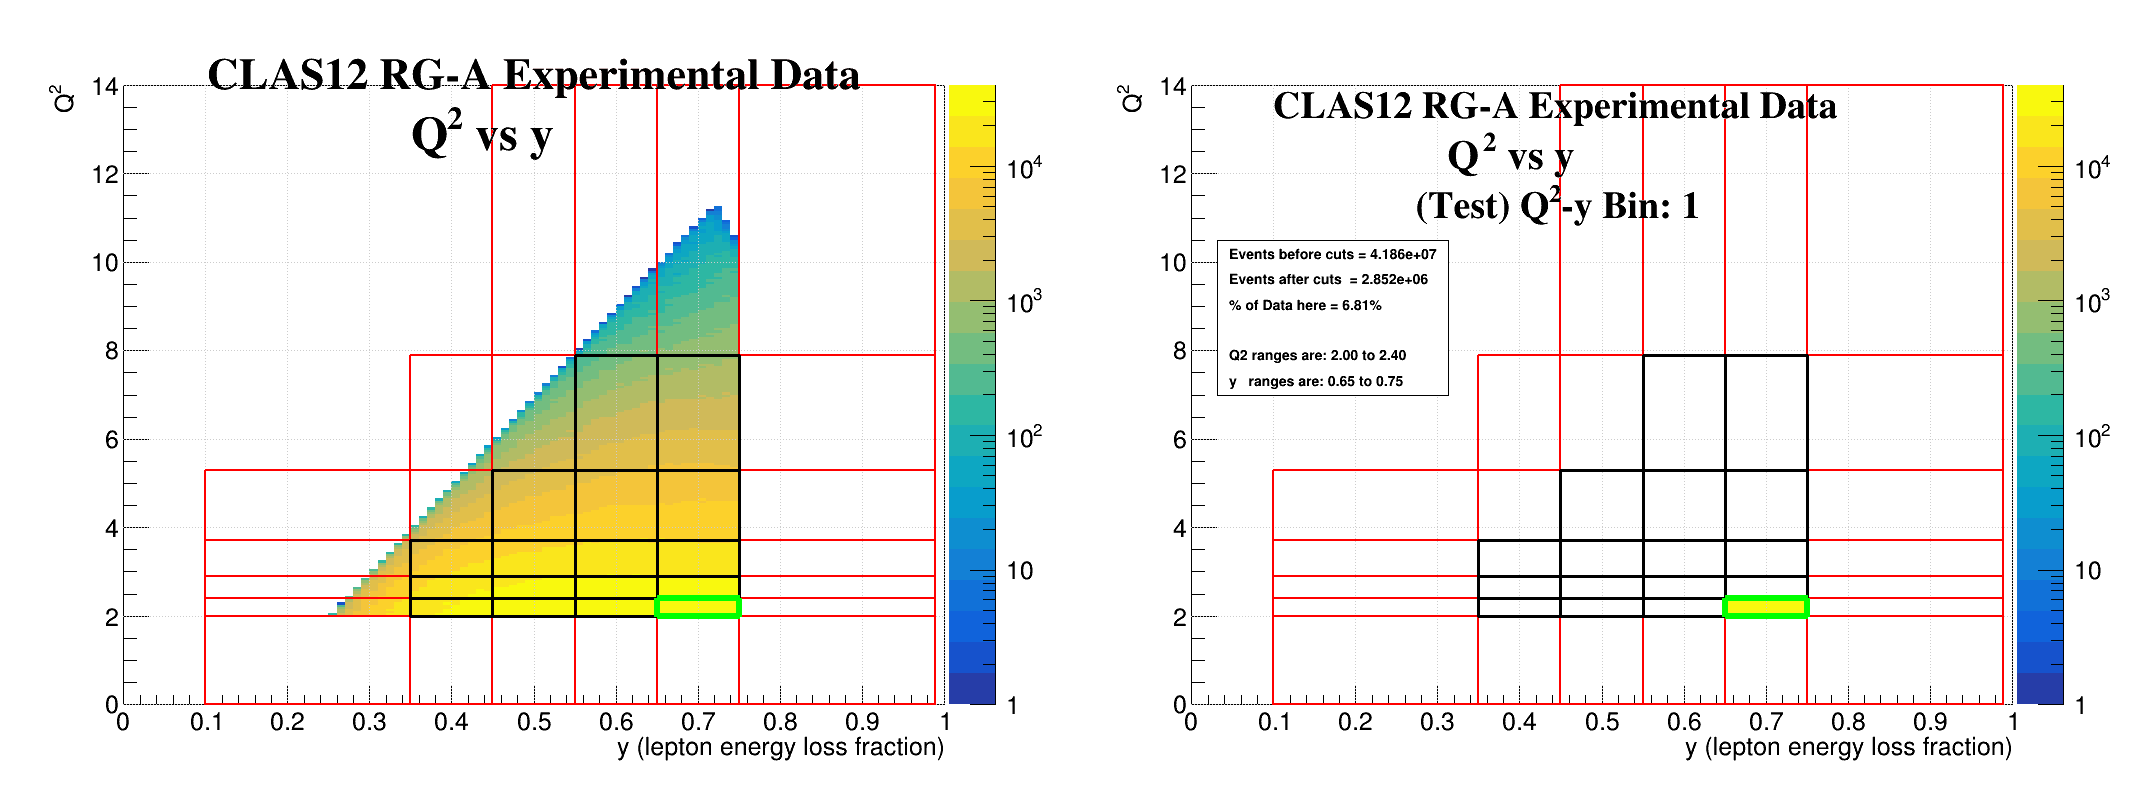 CLAS12 RG-A Experimental Data
Q² vs y
Q²
14
12
10
8
6
4
2
0
0 0.1 0.2 0.3 0.4 0.5 0.6 0.7 0.8 0.9 1
y (lepton energy loss fraction)
10⁴
10³
10²
10
1
CLAS12 RG-A Experimental Data
Q² vs y
(Test) Q²-y Bin: 1
Events before cuts = 4.186e+07
Events after cuts = 2.852e+06
% of Data here = 6.81%
Q2 ranges are: 2.00 to 2.40
y ranges are: 0.65 to 0.75
Q²
14
12
10
8
6
4
2
0
0 0.1 0.2 0.3 0.4 0.5 0.6 0.7 0.8 0.9 1
y (lepton energy loss fraction)
10⁴
10³
10²
10
1